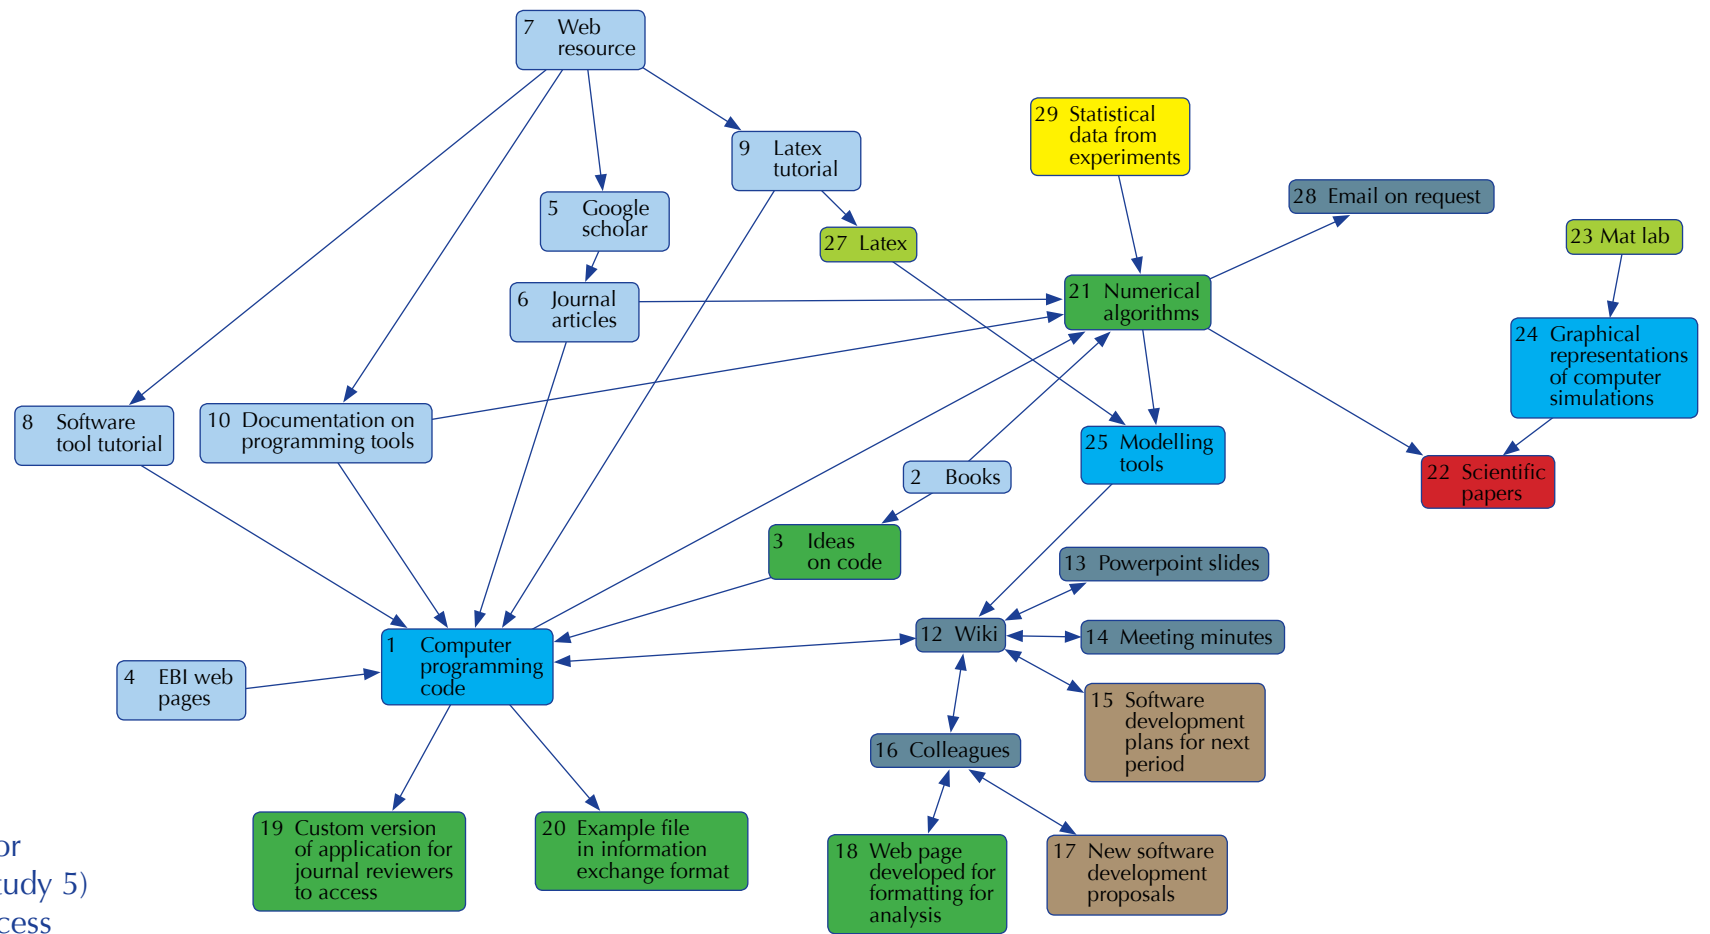 7 Web
resource
29 Statistical
data from
experiments
9 Latex
tutorial
28 Email on request
5 Google
scholar
27 Latex
23 Mat lab
6 Journal
articles
21 Numerical
algorithms
24 Graphical
representations
of computer
simulations
8 Software
tool tutorial
10 Documentation on
programming tools
25 Modelling
tools
2 Books
22 Scientific
papers
3 Ideas
on code
13 Powerpoint slides
12 Wiki
14 Meeting minutes
1 Computer
programming
code
4 EBI web
pages
15 Software
development
plans for next
period
16 Colleagues
19 Custom version
of application for
journal reviewers
to access
20 Example file
in information
exchange format
18 Web page
developed for
formatting for
analysis
17 New software
development
proposals
or
tudy 5)
cess